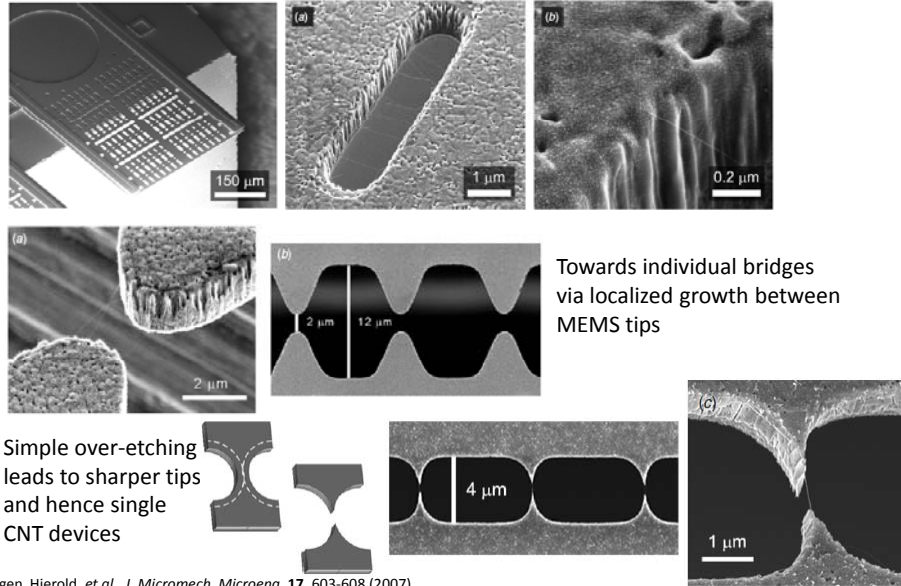 150 μm
(a)
1 μm
(b)
0.2 μm
(a)
2 μm
(b)
2 μm
12 μm
Towards individual bridges
via localized growth between
MEMS tips
Simple over-etching
leads to sharper tips
and hence single
CNT devices
4 μm
(c)
1 μm
gen, Hierold, et al., J. Micromech. Microeng. 17, 603-608 (2007)